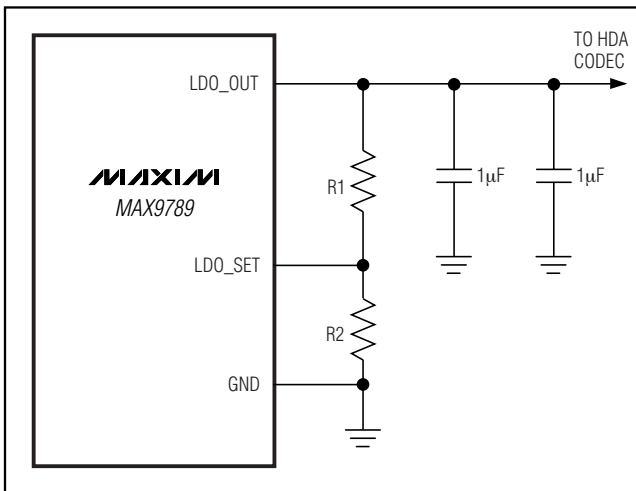 TO HDA
CODEC
LDO_OUT
R1
1µF
1µF
MAXIM
MAX9789
LDO_SET
R2
GND